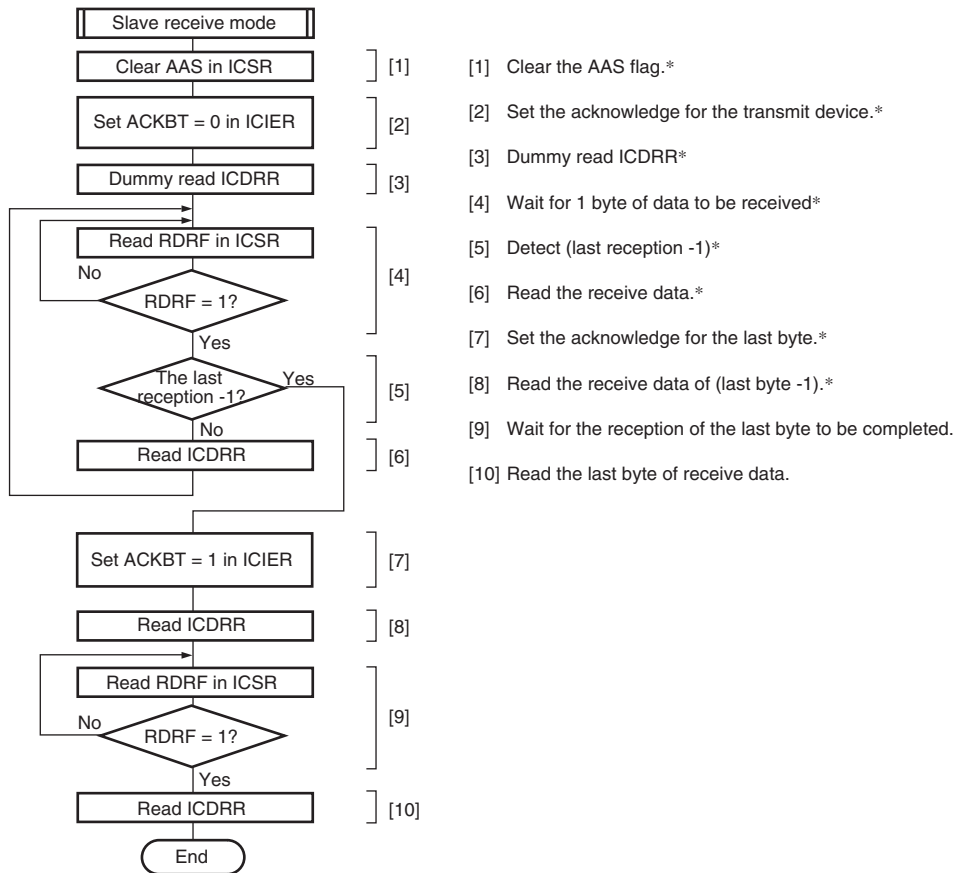 Slave receive mode
Clear AAS in ICSR
[1]
Set ACKBT = 0 in ICIER
[2]
Dummy read ICDRR
[3]
Read RDRF in ICSR
No
RDRF = 1?
[4]
Yes
The last
reception -1?
Yes
[5]
No
Read ICDRR
[6]
Set ACKBT = 1 in ICIER
[7]
Read ICDRR
[8]
Read RDRF in ICSR
No
RDRF = 1?
[9]
Yes
Read ICDRR
[10]
End
[1] Clear the AAS flag.*
[2] Set the acknowledge for the transmit device.*
[3] Dummy read ICDRR*
[4] Wait for 1 byte of data to be received*
[5] Detect (last reception -1)*
[6] Read the receive data.*
[7] Set the acknowledge for the last byte.*
[8] Read the receive data of (last byte -1).*
[9] Wait for the reception of the last byte to be completed.
[10] Read the last byte of receive data.